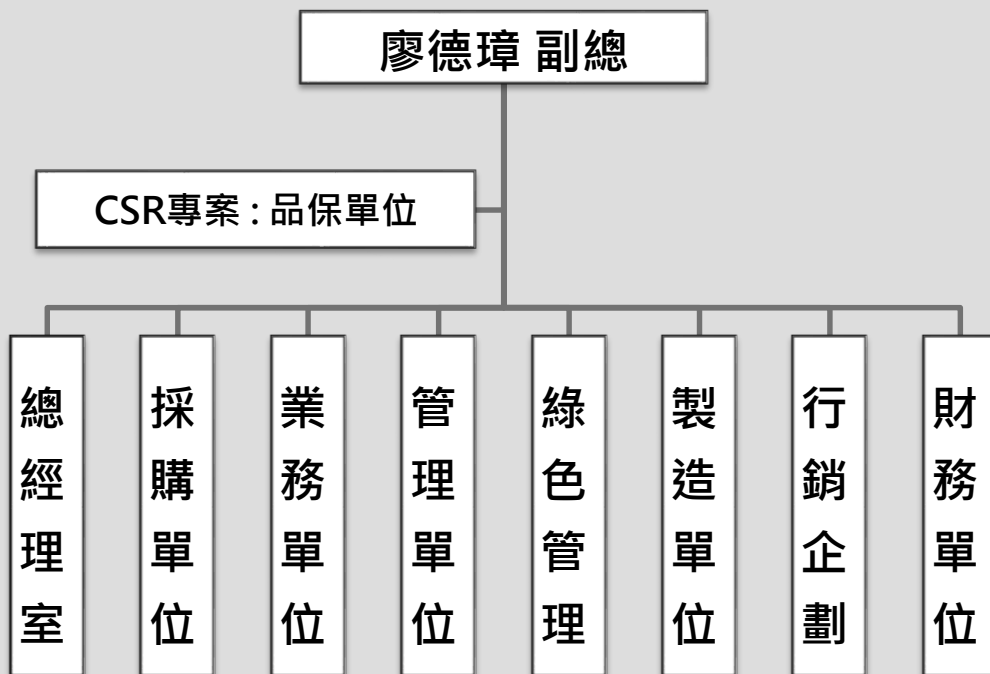 廖德璋 副總
CSR專案 : 品保單位
總經理室
採購單位
業務單位
管理單位
綠色管理
製造單位
行銷企劃
財務單位